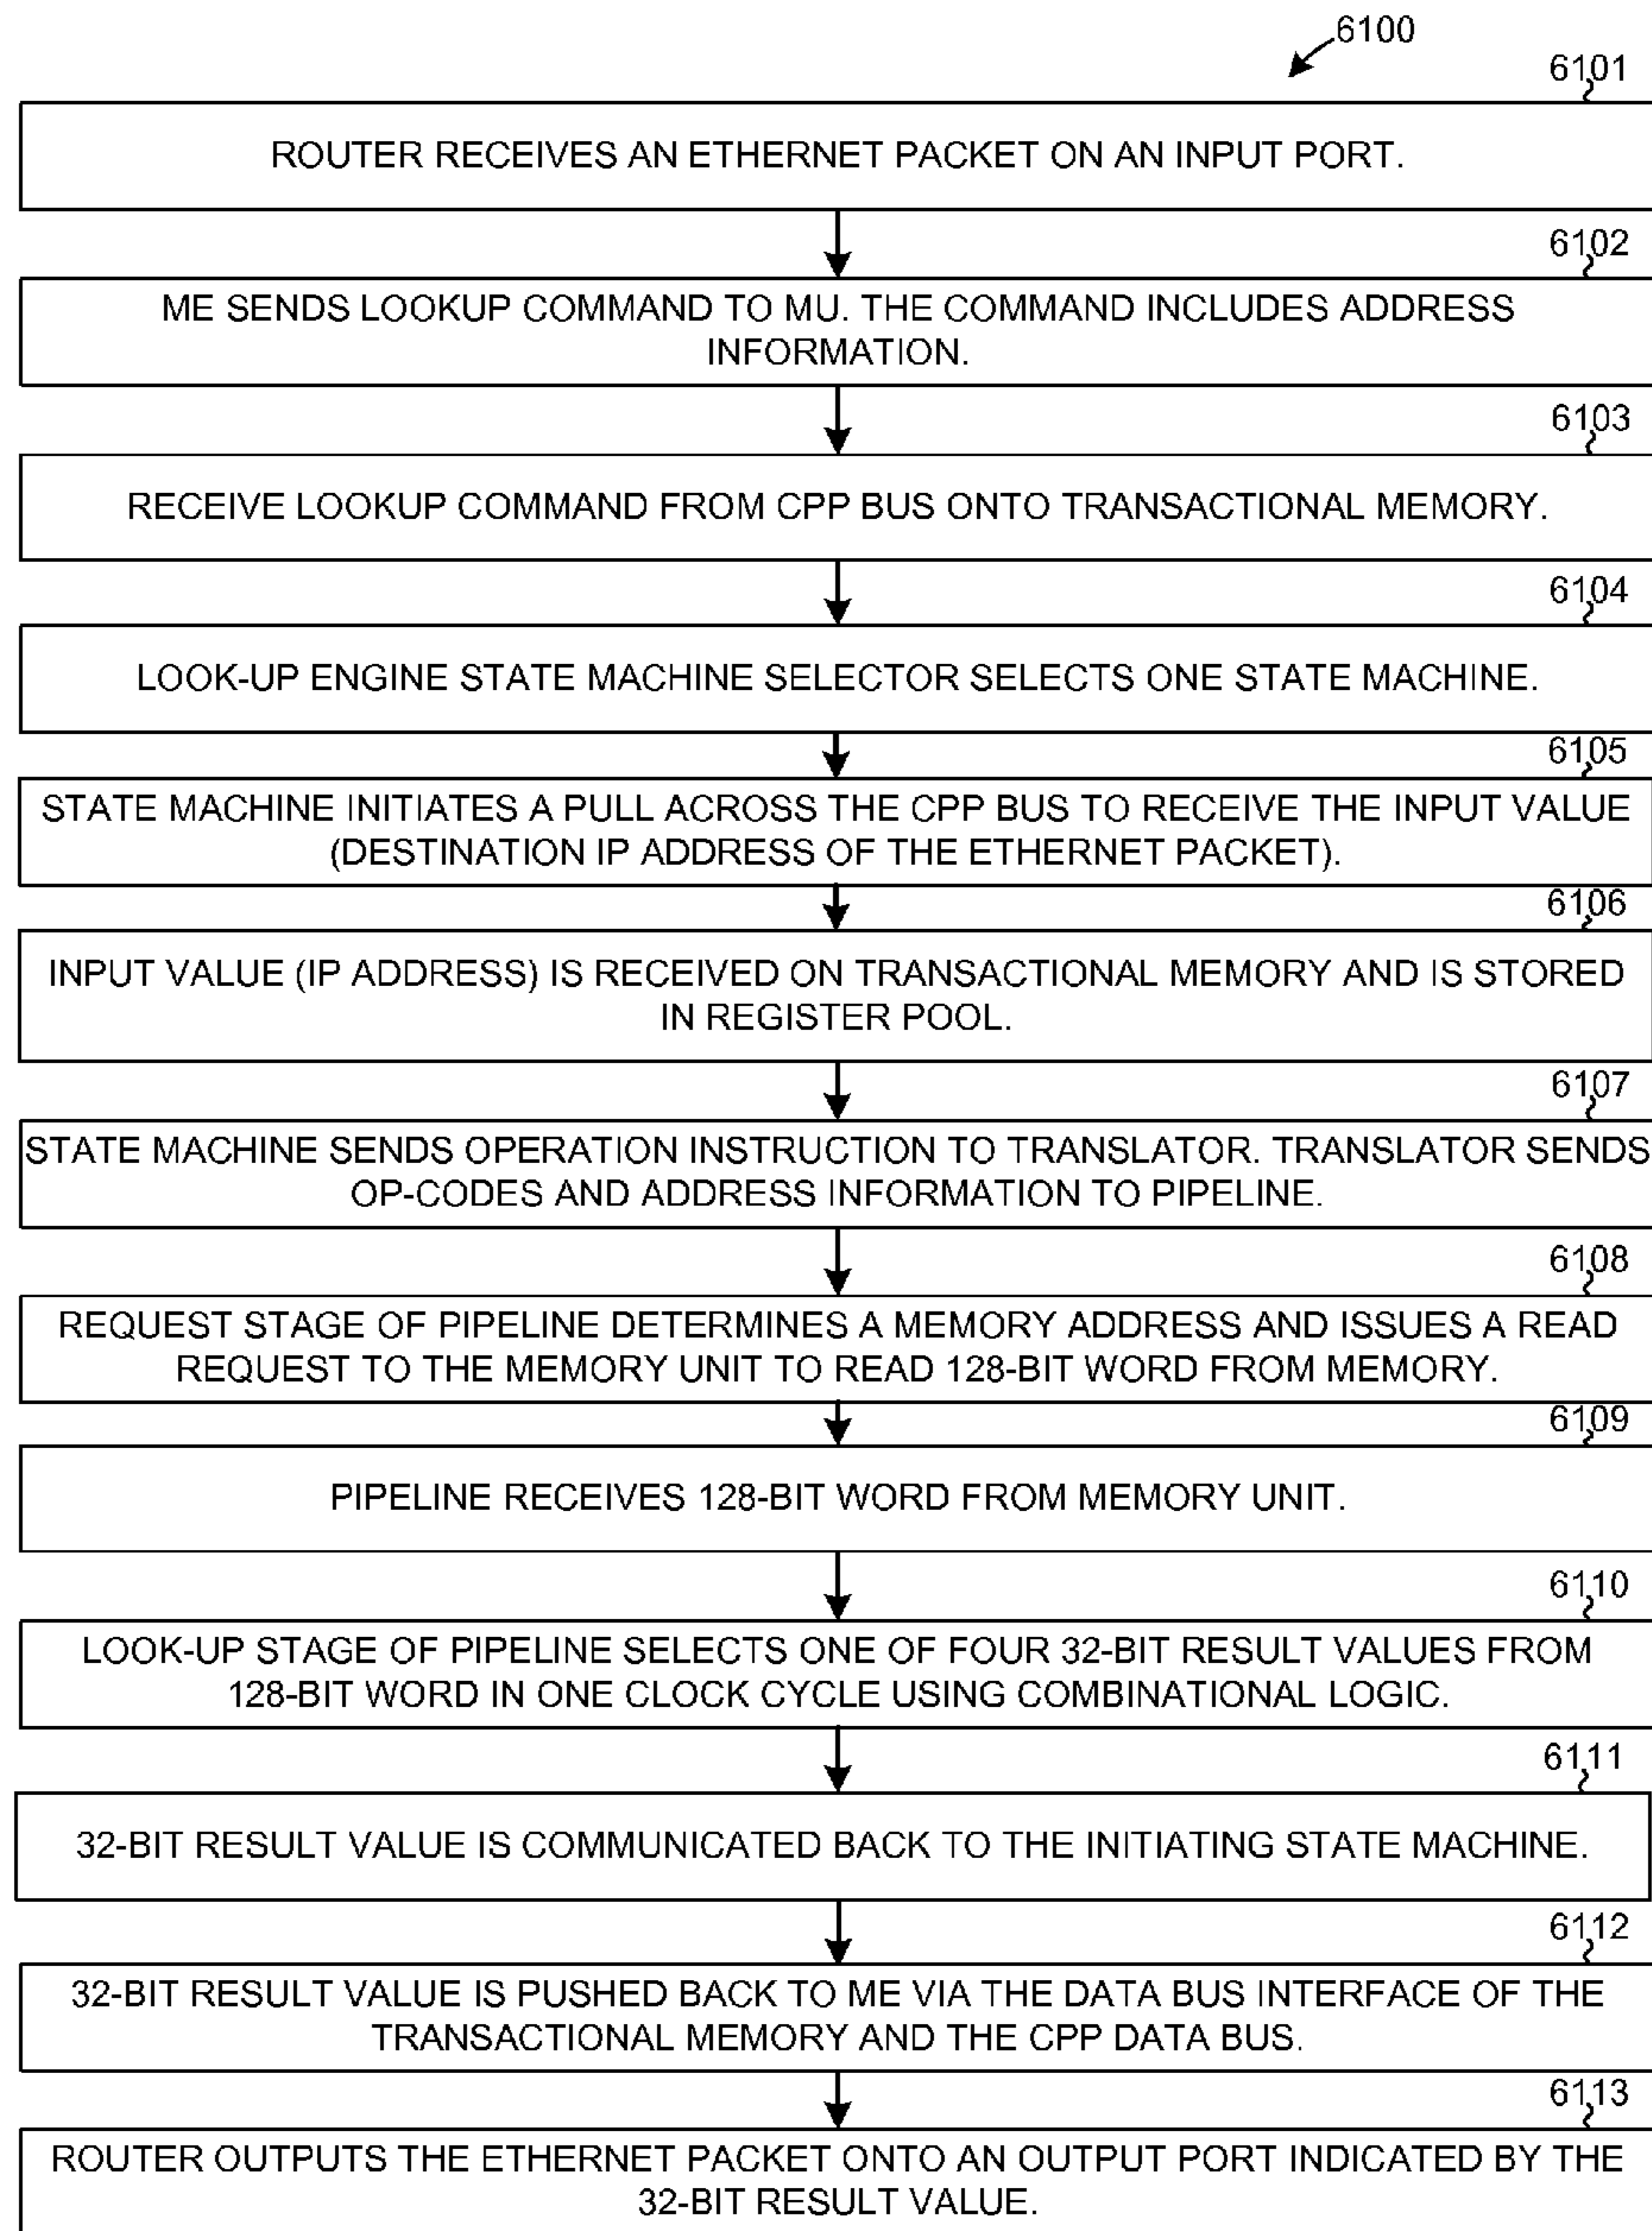 6100
6101
ROUTER RECEIVES AN ETHERNET PACKET ON AN INPUT PORT.
6102
ME SENDS LOOKUP COMMAND TO MU. THE COMMAND INCLUDES ADDRESS
INFORMATION.
6103
RECEIVE LOOKUP COMMAND FROM CPP BUS ONTO TRANSACTIONAL MEMORY.
6104
LOOK-UP ENGINE STATE MACHINE SELECTOR SELECTS ONE STATE MACHINE.
6105
STATE MACHINE INITIATES A PULL ACROSS THE CPP BUS TO RECEIVE THE INPUT VALUE
(DESTINATION IP ADDRESS OF THE ETHERNET PACKET).
6106
INPUT VALUE (IP ADDRESS) IS RECEIVED ON TRANSACTIONAL MEMORY AND IS STORED
IN REGISTER POOL.
6107
STATE MACHINE SENDS OPERATION INSTRUCTION TO TRANSLATOR. TRANSLATOR SENDS
OP-CODES AND ADDRESS INFORMATION TO PIPELINE.
6108
REQUEST STAGE OF PIPELINE DETERMINES A MEMORY ADDRESS AND ISSUES A READ
REQUEST TO THE MEMORY UNIT TO READ 128-BIT WORD FROM MEMORY.
6109
PIPELINE RECEIVES 128-BIT WORD FROM MEMORY UNIT.
6110
LOOK-UP STAGE OF PIPELINE SELECTS ONE OF FOUR 32-BIT RESULT VALUES FROM
128-BIT WORD IN ONE CLOCK CYCLE USING COMBINATIONAL LOGIC.
6111
32-BIT RESULT VALUE IS COMMUNICATED BACK TO THE INITIATING STATE MACHINE.
6112
32-BIT RESULT VALUE IS PUSHED BACK TO ME VIA THE DATA BUS INTERFACE OF THE
TRANSACTIONAL MEMORY AND THE CPP DATA BUS.
6113
ROUTER OUTPUTS THE ETHERNET PACKET ONTO AN OUTPUT PORT INDICATED BY THE
32-BIT RESULT VALUE.